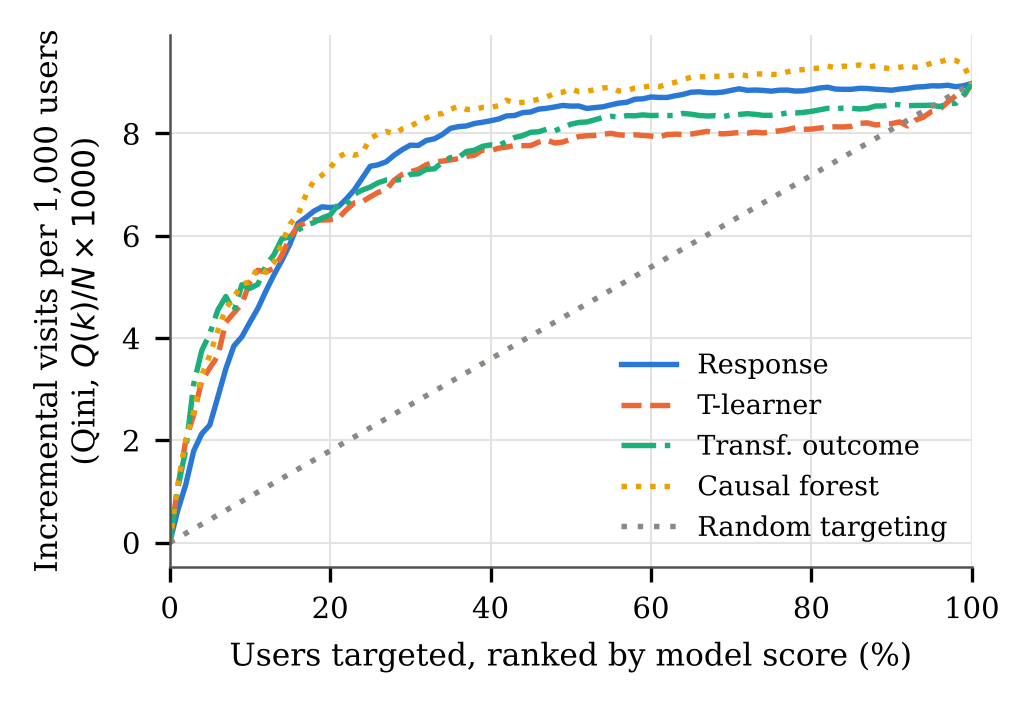 Incremental visits per 1,000 users
(Qini, Q(k)/N × 1000)
8
6
4
2
0
Response
T-learner
Transf. outcome
Causal forest
Random targeting
0 20 40 60 80 100
Users targeted, ranked by model score (%)